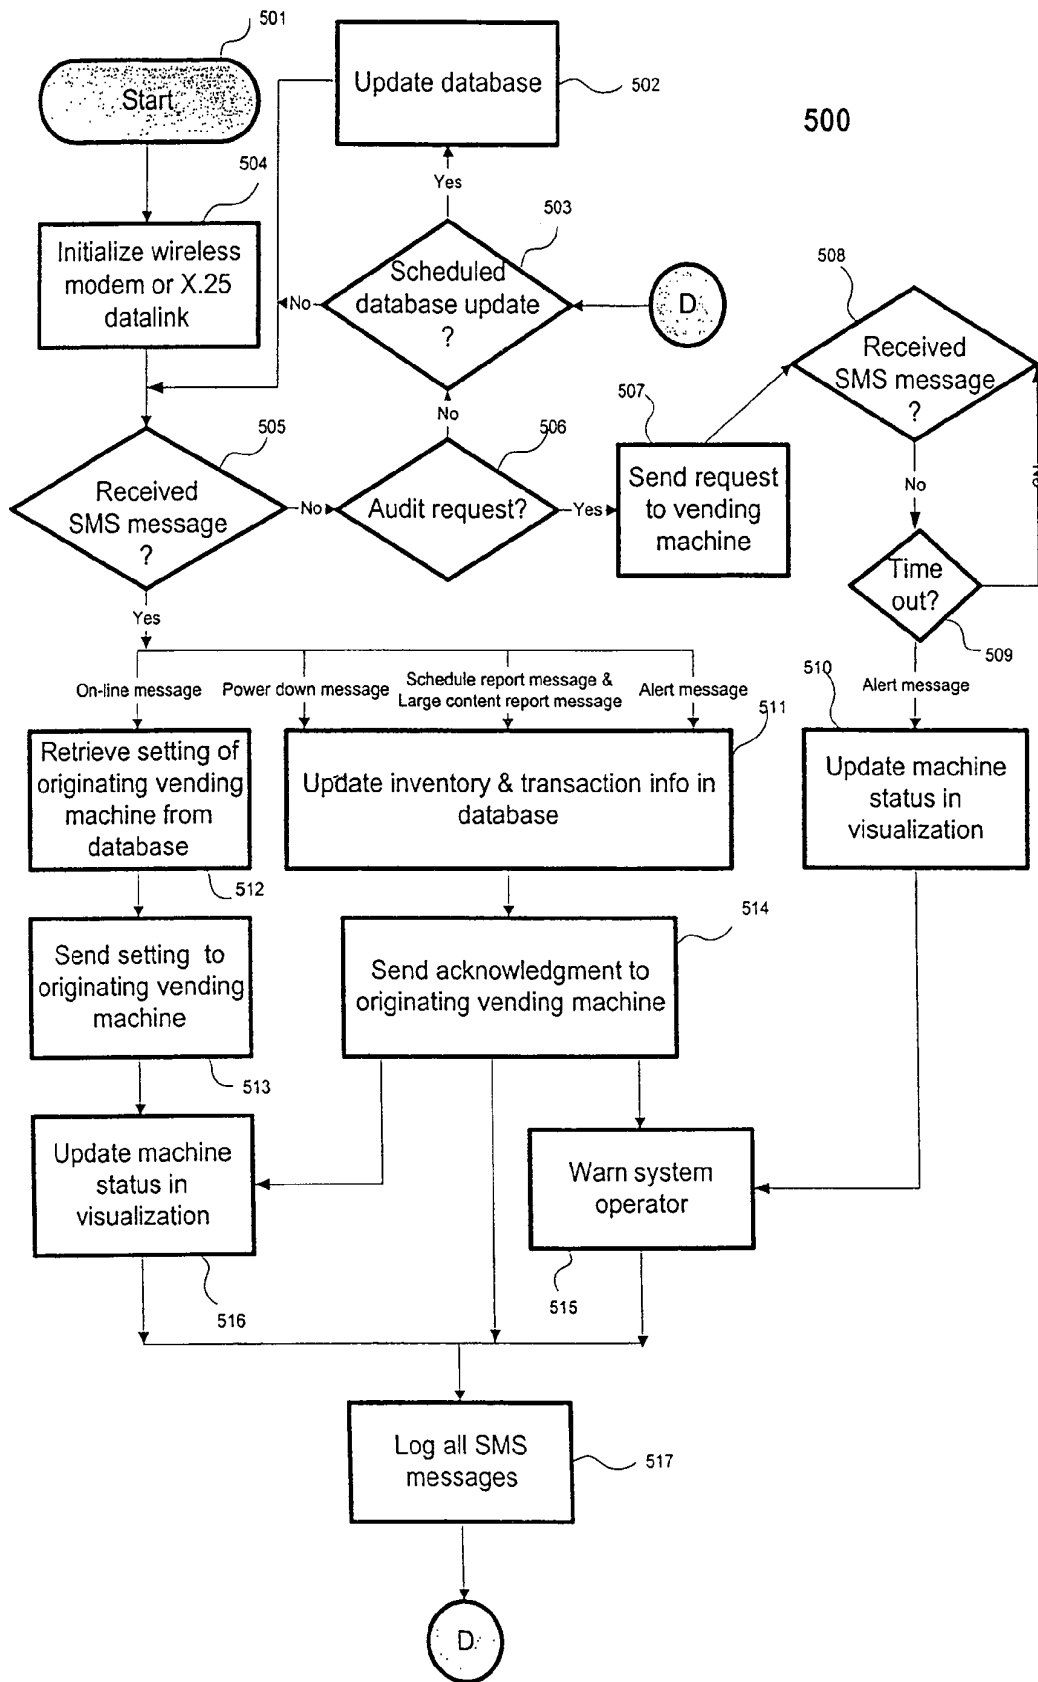 501
Start
Update database
502
500
504
Yes
503
Initialize wireless
modem or X.25
datalink
Scheduled
database update
?
No
D
508
Received
SMS message
?
No
507
505
506
Received
SMS message
?
No
Audit request?
Yes
Send request
to vending
machine
No
No
Time
out?
509
Yes
On-line message
Power down message
Schedule report message &
Large content report message
Alert message
511
510
Alert message
Retrieve setting of
originating vending
machine from
database
512
Update inventory & transaction info in
database
Update machine
status in
visualization
514
Send setting to
originating vending
machine
513
Send acknowledgment to
originating vending machine
Update machine
status in
visualization
516
Warn system
operator
515
Log all SMS
messages
517
D